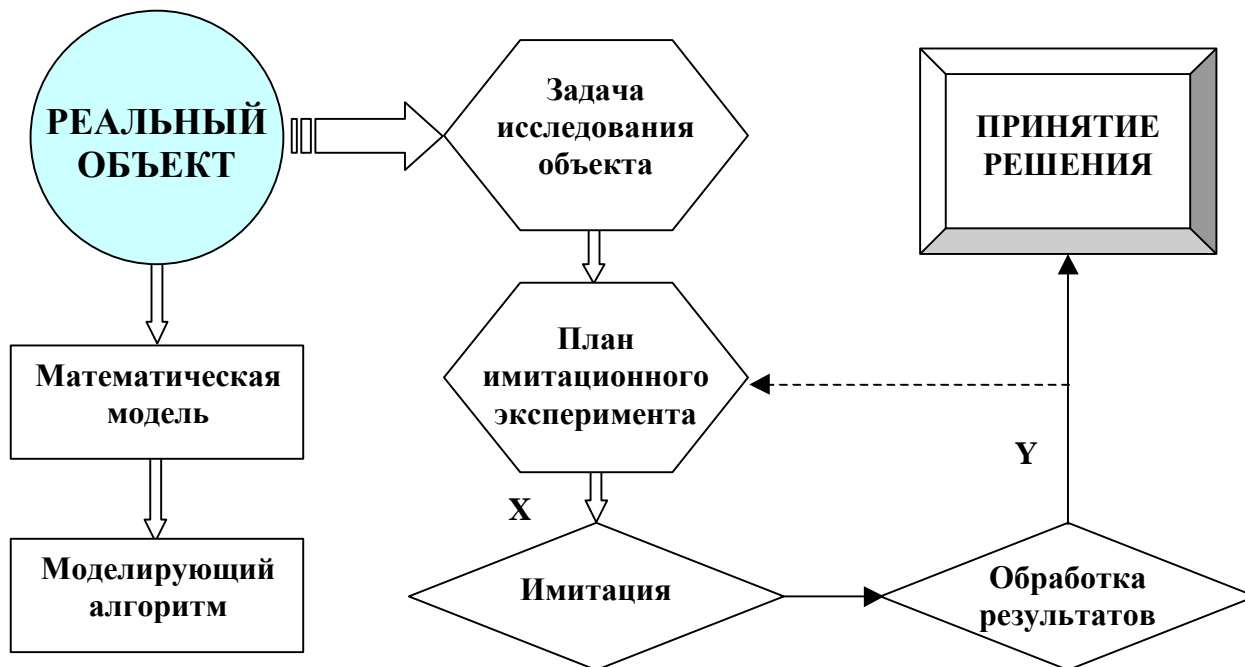 РЕАЛЬНЫЙ
ОБЪЕКТ
Задача
исследования
объекта
ПРИНЯТИЕ
РЕШЕНИЯ
Математическая
модель
План
имитационного
эксперимента
Y
X
Моделирующий
алгоритм
Имитация
Обработка
результатов